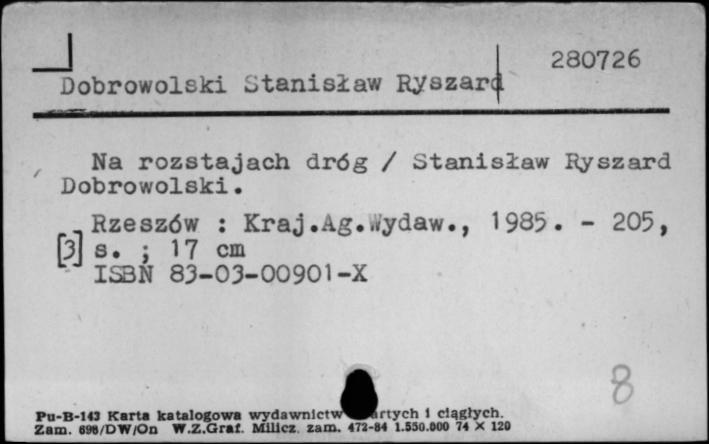 280726
Dobrowolski Stanisław Ryszard
Na rozstajach dróg / Stanisław Ryszard
Dobrowolski.
Rzeszów : Kraj.Ag.Wydaw., 1985. - 205,
[3] s. ; 17 cm
ISBN 83-03-00901-X
8
Pu-B-143 Karta katalogowa wydawnictw artych i ciągłych.
Zam. 698/DW/On W.Z.Graf. Milicz. zam. 472-84 1.550.000 74 × 120